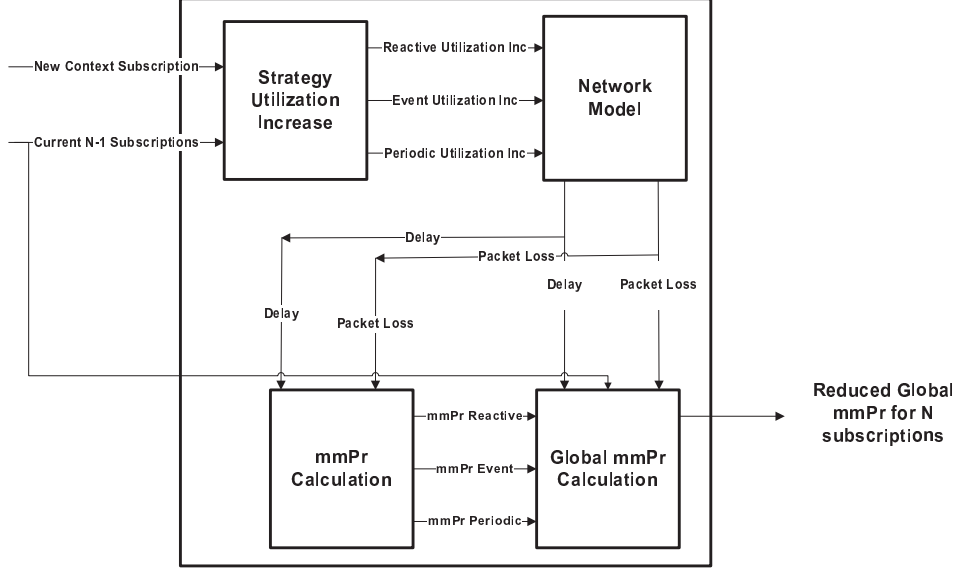 New Context Subscription
Current N-1 Subscriptions
Strategy
Utilization
Increase
Reactive Utilization Inc
Event Utilization Inc
Periodic Utilization Inc
Network
Model
Delay
Packet Loss
Delay
Packet Loss
Delay
Packet Loss
mmPr
Calculation
mmPr Reactive
mmPr Event
mmPr Periodic
Global mmPr
Calculation
Reduced Global
mmPr for N
subscriptions